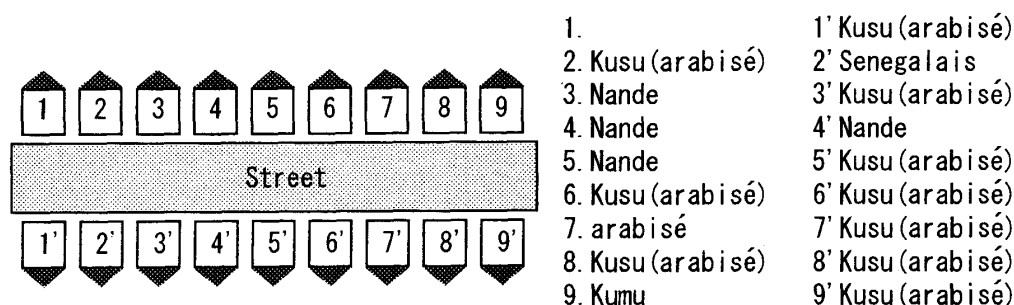 1 2 3 4 5 6 7 8 9
Street
1' 2' 3' 4' 5' 6' 7' 8' 9'
1.
2. Kusu(arabisé)
3. Nande
4. Nande
5. Nande
6. Kusu(arabisé)
7. arabisé
8. Kusu(arabisé)
9. Kumu
1' Kusu(arabisé)
2' Senegalais
3' Kusu(arabisé)
4' Nande
5' Kusu(arabisé)
6' Kusu(arabisé)
7' Kusu(arabisé)
8' Kusu(arabisé)
9' Kusu(arabisé)